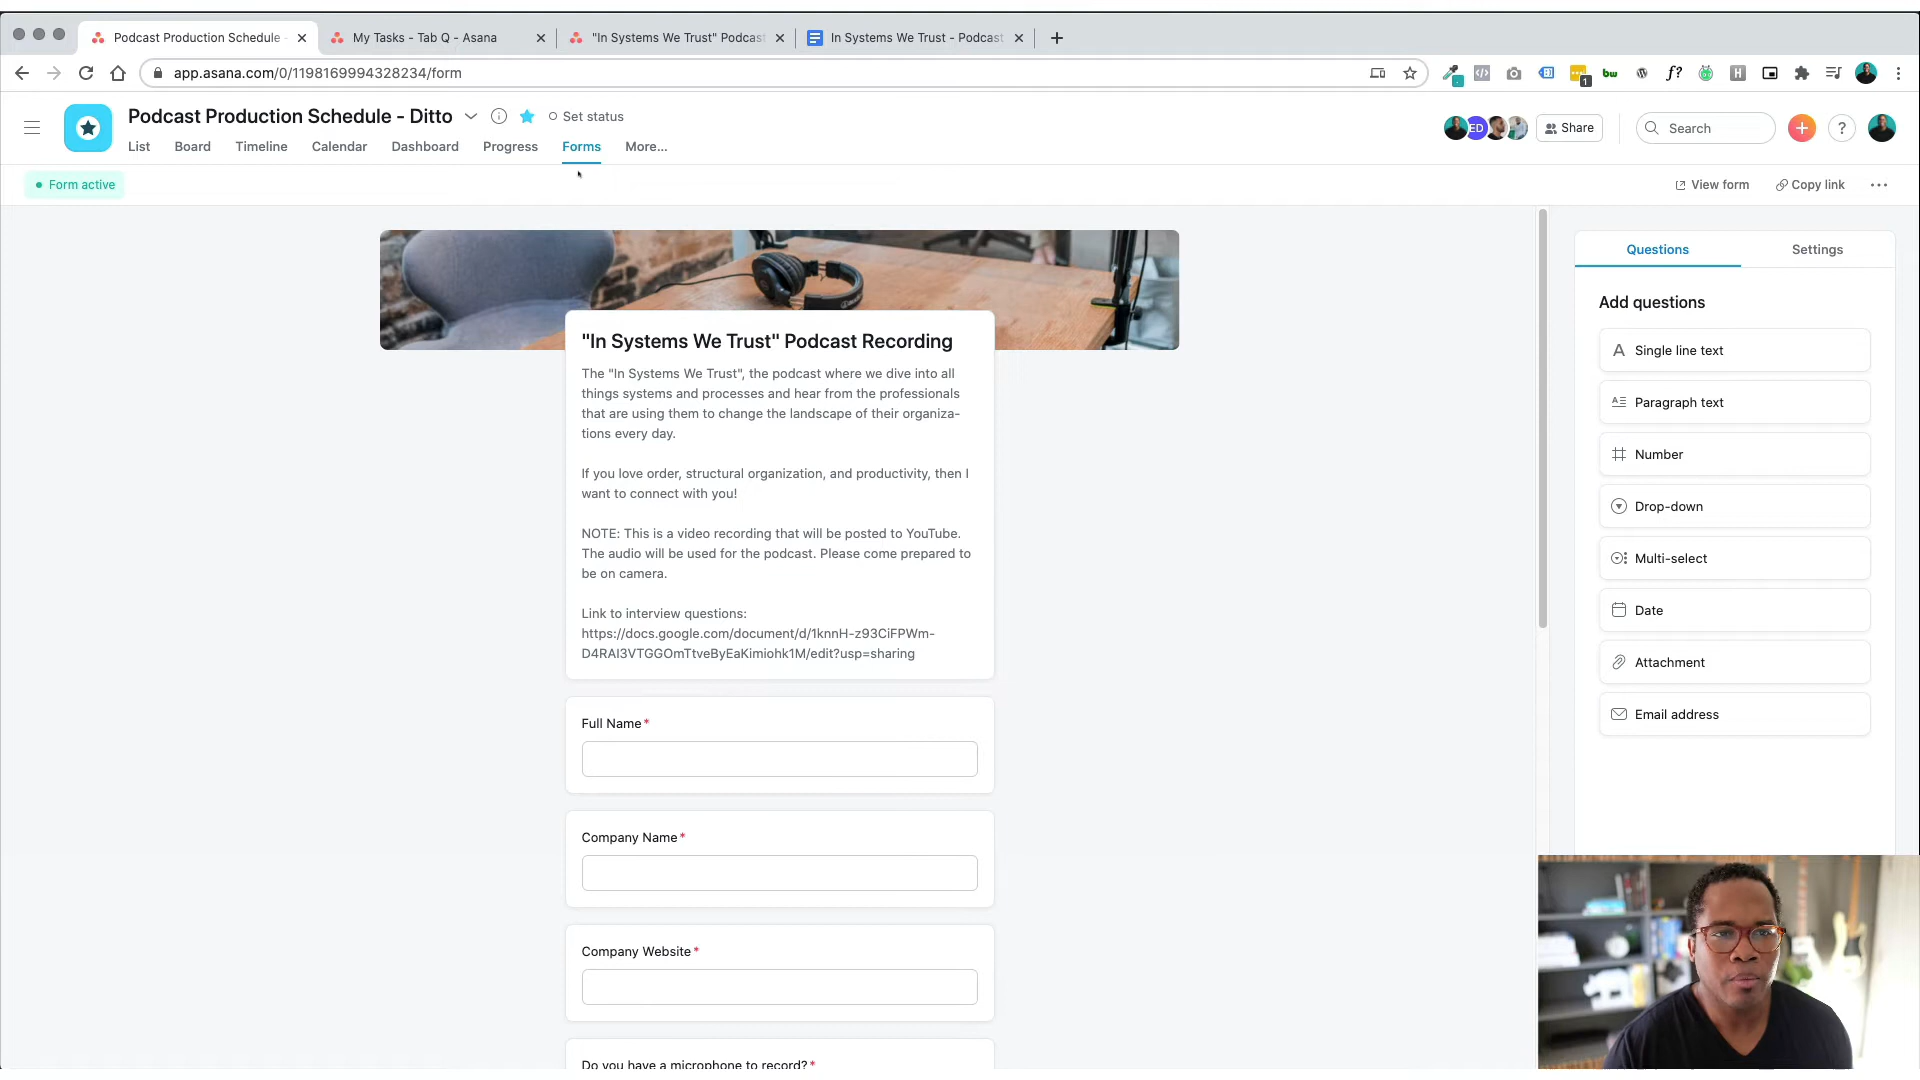 Podcast Production Schedule -
My Tasks - Tab Q - Asana
"In Systems We Trust" Podcast
In Systems We Trust - Podcast
app.asana.com/0/1198169994328234/form
1
bw
f?
H
Podcast Production Schedule - Ditto
Set status
ED
Share
Search
?
List Board Timeline Calendar Dashboard Progress Forms More...
Form active
View form
Copy link
Questions
Settings
Add questions
Single line text
Paragraph text
Number
Drop-down
Multi-select
Date
Attachment
Email address
"In Systems We Trust" Podcast Recording
The "In Systems We Trust", the podcast where we dive into all
things systems and processes and hear from the professionals
that are using them to change the landscape of their organiza-
tions every day.
If you love order, structural organization, and productivity, then I
want to connect with you!
NOTE: This is a video recording that will be posted to YouTube.
The audio will be used for the podcast. Please come prepared to
be on camera.
Link to interview questions:
https://docs.google.com/document/d/1knnH-z93CiFPWm-
D4RAI3VTGGOmTtveByEaKimiohk1M/edit?usp=sharing
Full Name*
Company Name*
Company Website*
Do you have a microphone to record?*